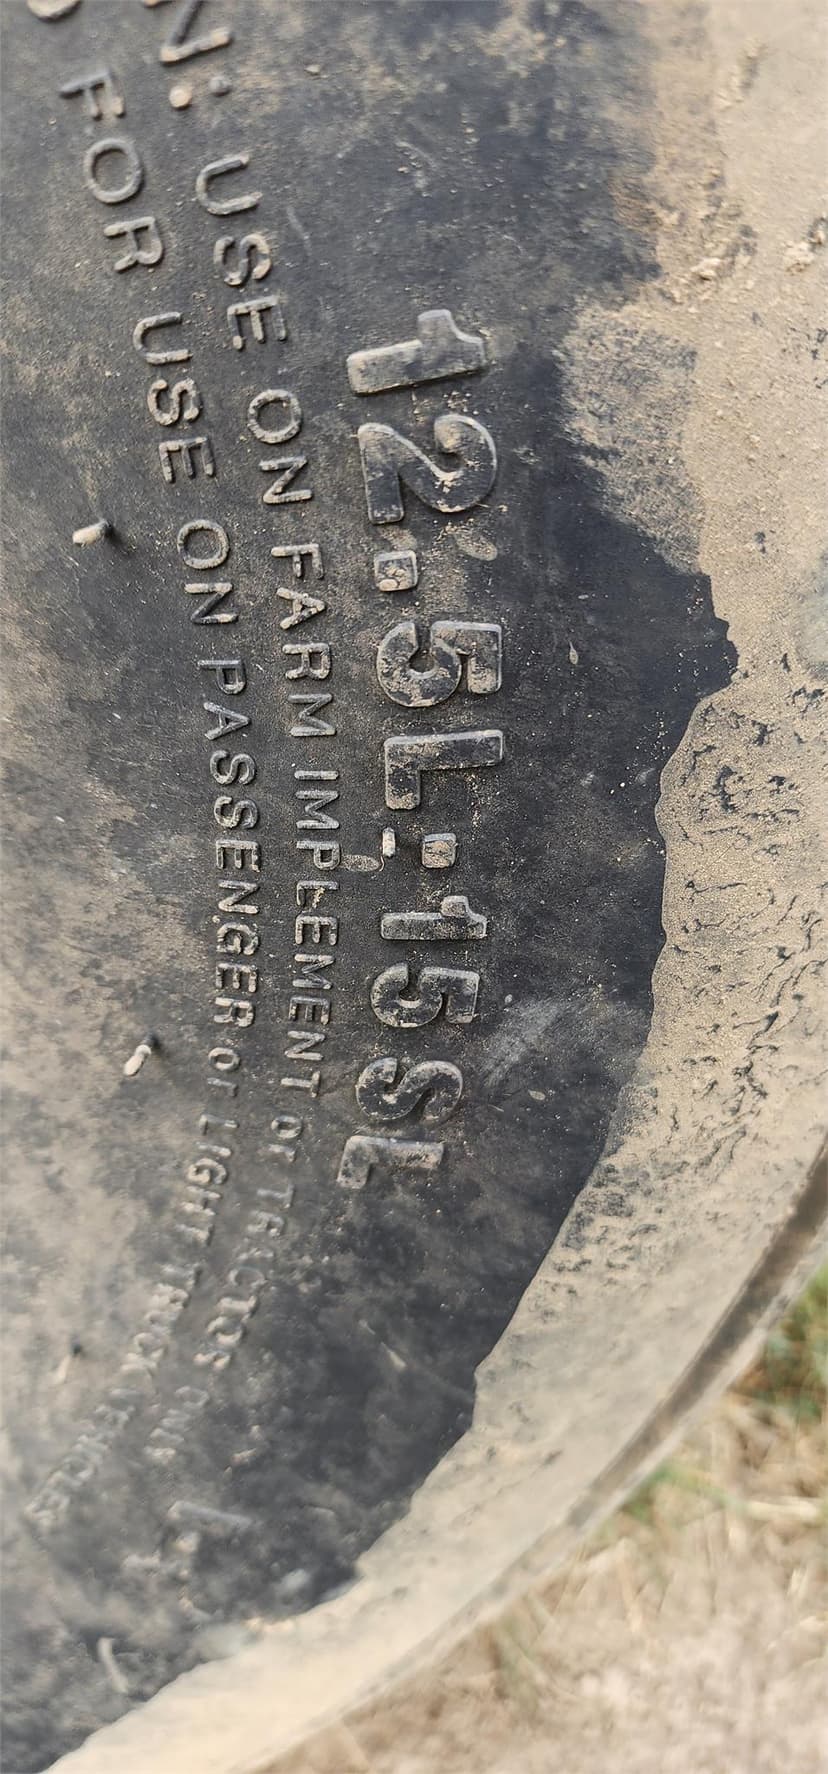 12.5L-15SL
N: USE ON FARM IMPLEMENT or TRACTOR ONLY
FOR USE ON PASSENGER or LIGHT TRUCK VEHICLES